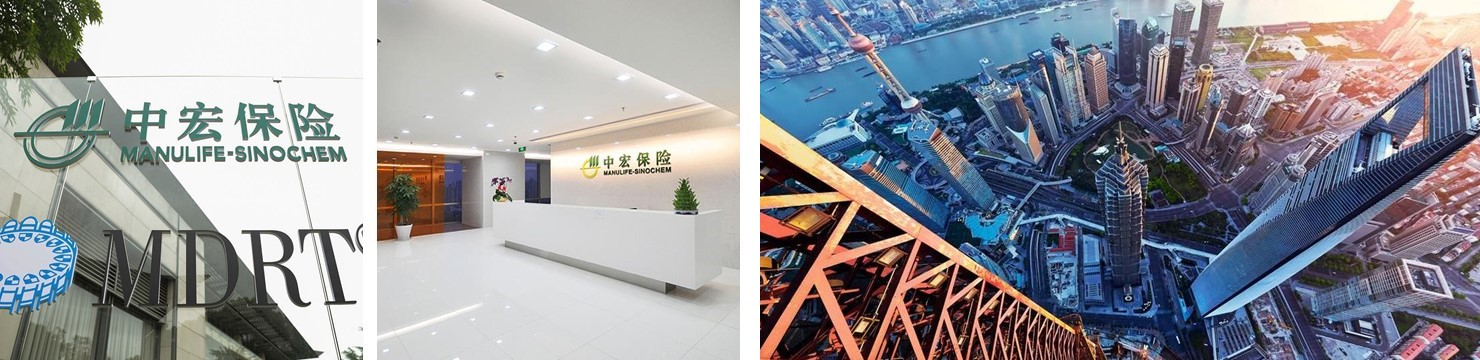 中宏保险
MANULIFE-SINOCHEM
MDRT®
中宏保险
MANULIFE-SINOCHEM